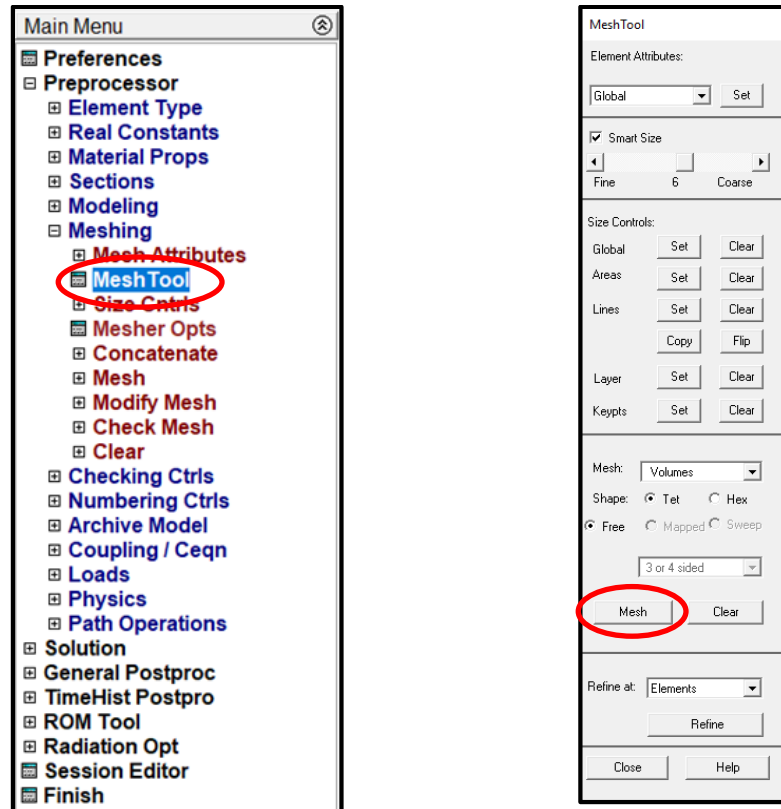 Main Menu
Preferences
Preprocessor
Element Type
Real Constants
Material Props
Sections
Modeling
Meshing
Mesh Attributes
MeshTool
Size Cntrls
Mesher Opts
Concatenate
Mesh
Modify Mesh
Check Mesh
Clear
Checking Ctrls
Numbering Ctrls
Archive Model
Coupling / Ceqn
Loads
Physics
Path Operations
Solution
General Postproc
TimeHist Postpro
ROM Tool
Radiation Opt
Session Editor
Finish
MeshTool
Element Attributes:
Global Set
Smart Size
Fine 6 Coarse
Size Controls:
Global Set Clear
Areas Set Clear
Lines Set Clear
Copy Flip
Layer Set Clear
Keypts Set Clear
Mesh: Volumes
Shape: Tet Hex
Free Mapped Sweep
3 or 4 sided
Mesh Clear
Refine at: Elements
Refine
Close Help